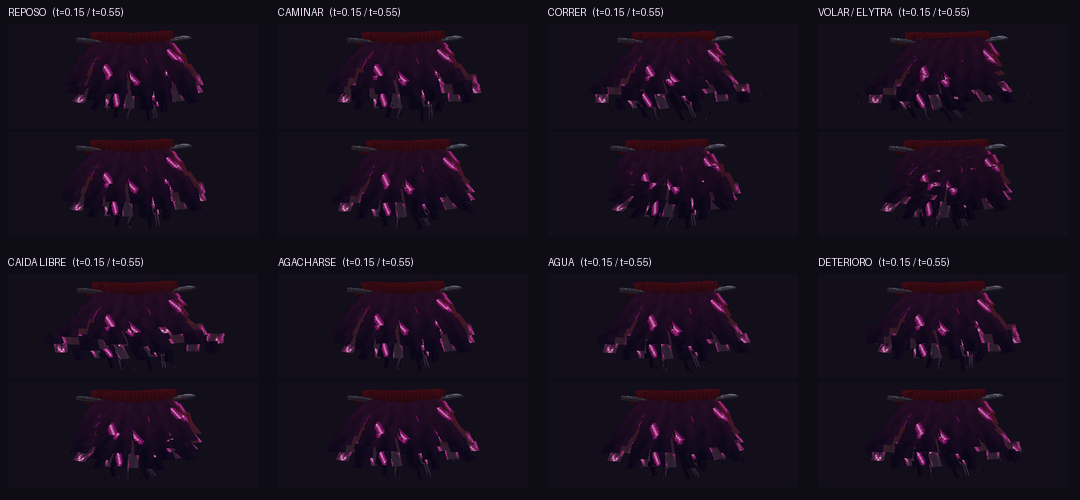 REPOSO (t=0.15 / t=0.55)
CAMINAR (t=0.15 / t=0.55)
CORRER (t=0.15 / t=0.55)
VOLAR / ELYTRA (t=0.15 / t=0.55)
CAIDA LIBRE (t=0.15 / t=0.55)
AGACHARSE (t=0.15 / t=0.55)
AGUA (t=0.15 / t=0.55)
DETERIORO (t=0.15 / t=0.55)